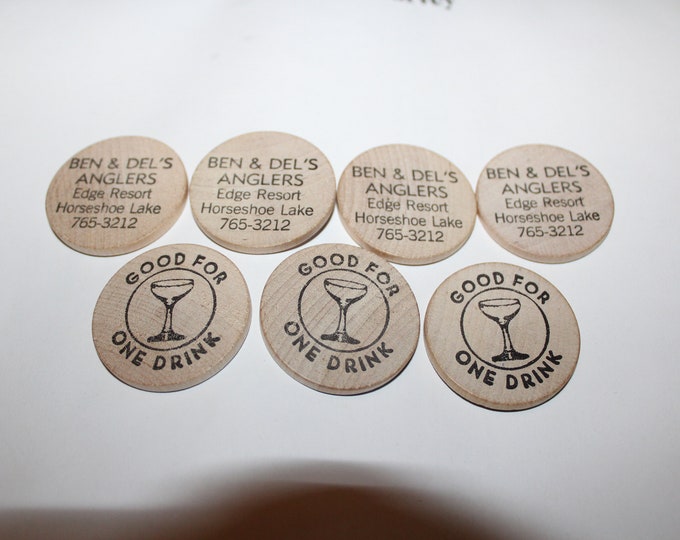 BEN & DEL'S
ANGLERS
Edge Resort
Horseshoe Lake
765-3212
BEN & DEL'S
ANGLERS
Edge Resort
Horseshoe Lake
765-3212
BEN & DEL'S
ANGLERS
Edge Resort
Horseshoe Lake
765-3212
BEN & DEL'S
ANGLERS
Edge Resort
Horseshoe Lake
765-3212
GOOD FOR
ONE DRINK
GOOD FOR
ONE DRINK
GOOD FOR
ONE DRINK